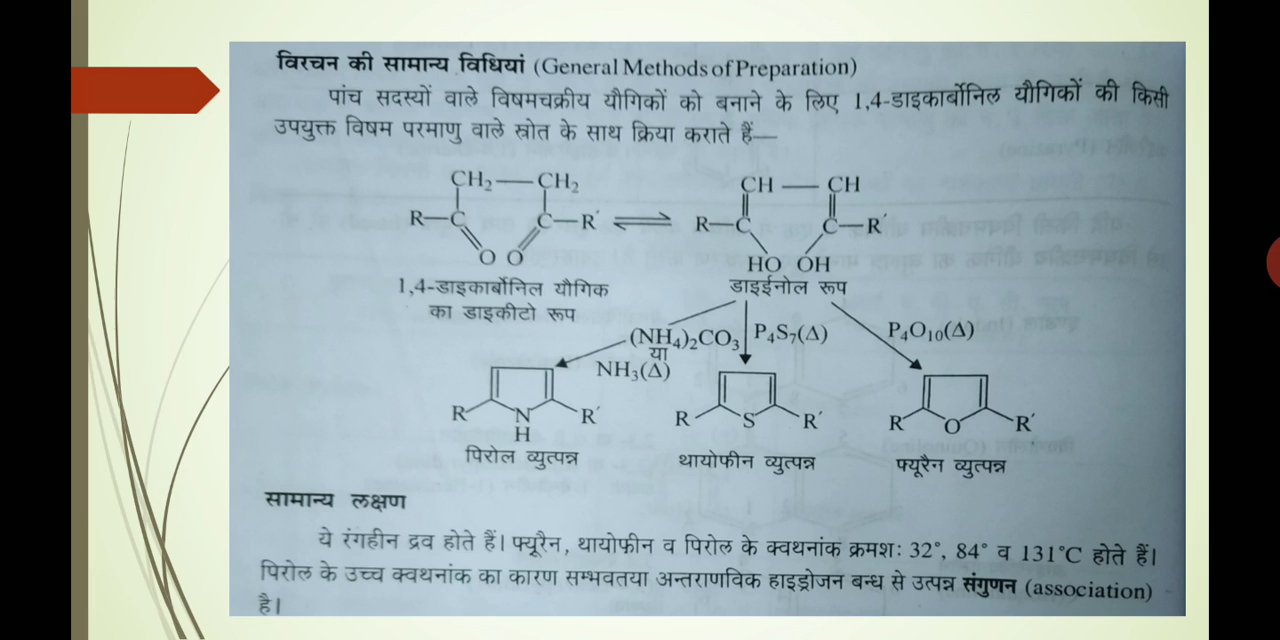 विरचन की सामान्य विधियां (General Methods of Preparation)
पांच सदस्यों वाले विषमचक्रीय यौगिकों को बनाने के लिए 1,4-डाइकार्बोनिल यौगिकों की किसी
उपयुक्त विषम परमाणु वाले स्रोत के साथ क्रिया कराते हैं—
CH₂—CH₂ CH — CH
R—C C—R′ ⇌ R—C C—R′
O O HO OH
1,4-डाइकार्बोनिल यौगिक
का डाइकीटो रूप
डाइईनोल रूप
(NH₄)₂CO₃ P₄S₇(Δ) P₄O₁₀(Δ)
या
NH₃(Δ)
R N R′ R S R′ R O R′
H
पिरोल व्युत्पन्न थायोफीन व्युत्पन्न फ्यूरैन व्युत्पन्न
सामान्य लक्षण
ये रंगहीन द्रव होते हैं। फ्यूरैन, थायोफीन व पिरोल के क्वथनांक क्रमशः 32°, 84° व 131°C होते हैं।
पिरोल के उच्च क्वथनांक का कारण सम्भवतया अन्तराणविक हाइड्रोजन बन्ध से उत्पन्न संगुणन (association)
है।